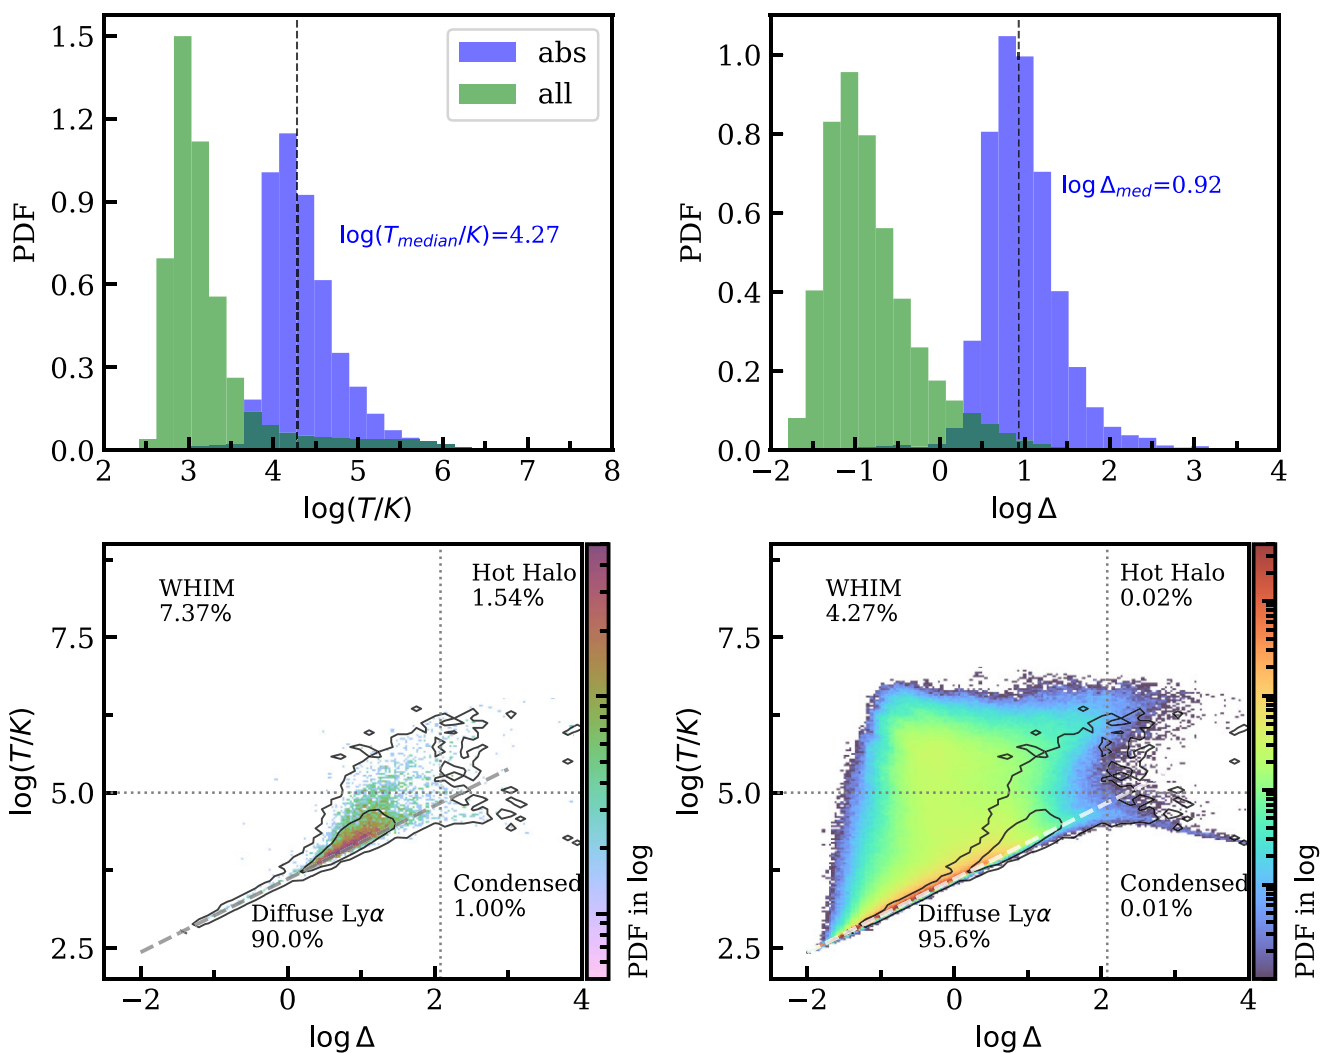 abs
all
log(T_median/K)=4.27
PDF
1.5
1.2
0.9
0.6
0.3
0.0
2 3 4 5 6 7 8
log(T/K)
log Δ_med=0.92
PDF
1.0
0.8
0.6
0.4
0.2
0.0
−2 −1 0 1 2 3 4
log Δ
WHIM
7.37%
Hot Halo
1.54%
Diffuse Lyα
90.0%
Condensed
1.00%
log(T/K)
7.5
5.0
2.5
−2 0 2 4
log Δ
PDF in log
WHIM
4.27%
Hot Halo
0.02%
Diffuse Lyα
95.6%
Condensed
0.01%
log(T/K)
7.5
5.0
2.5
−2 0 2 4
log Δ
PDF in log